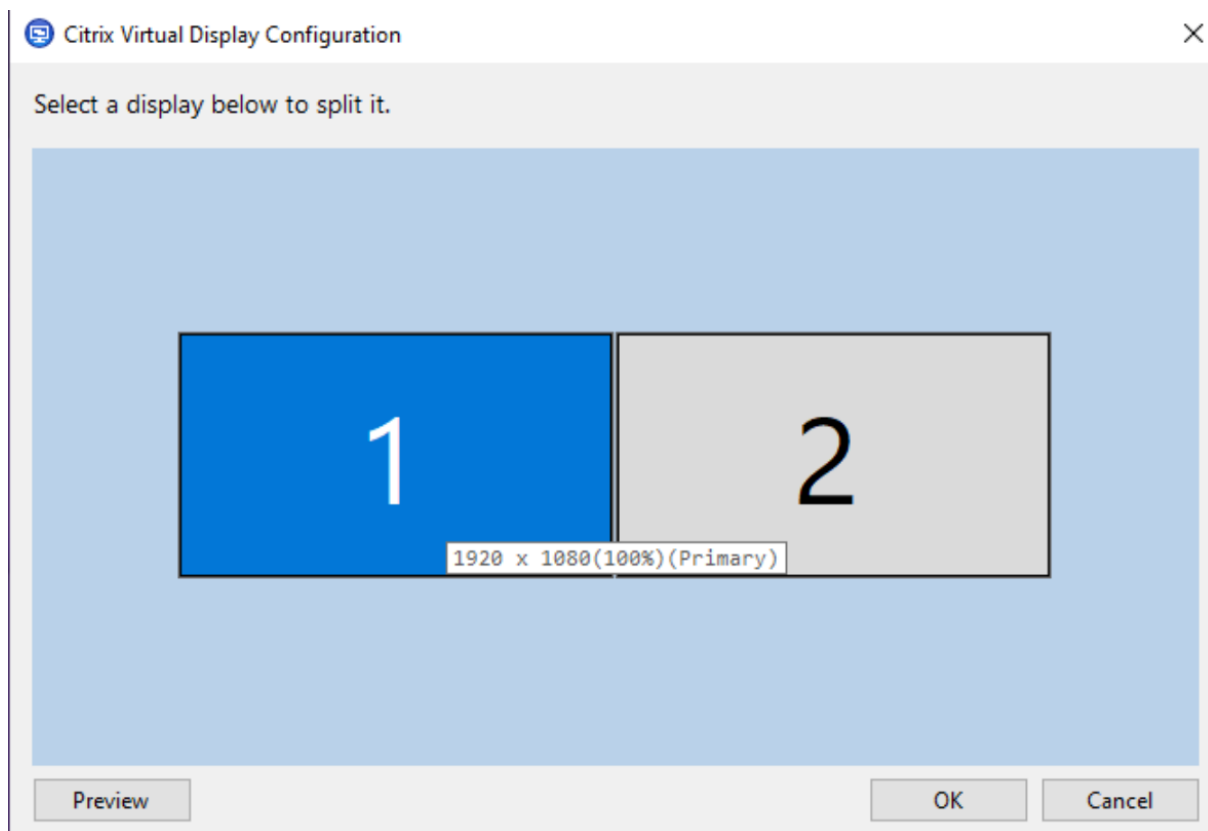 Citrix Virtual Display Configuration
Select a display below to split it.
1
2
1920 x 1080(100%)(Primary)
Preview
OK
Cancel